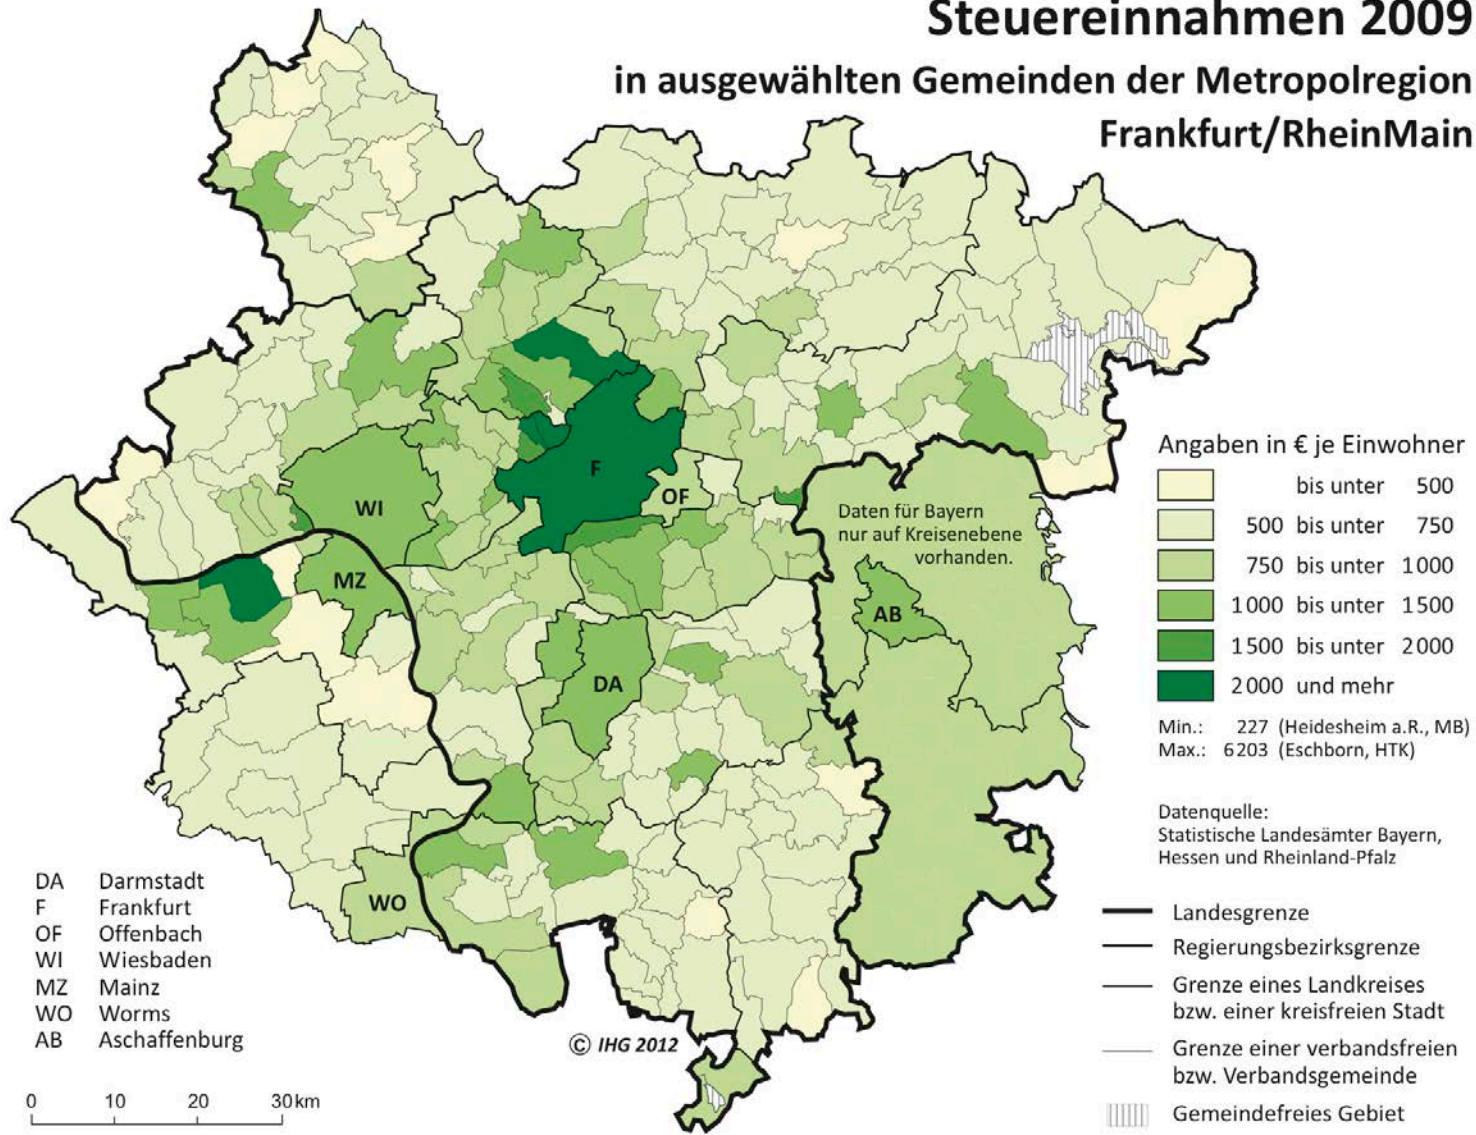 Steuereinnahmen 2009
in ausgewählten Gemeinden der Metropolregion
Frankfurt/RheinMain
F
OF
WI
MZ
DA
WO
AB
Daten für Bayern
nur auf Kreisenebene
vorhanden.
Angaben in € je Einwohner
bis unter 500
500 bis unter 750
750 bis unter 1000
1000 bis unter 1500
1500 bis unter 2000
2000 und mehr
Min.: 227 (Heidesheim a.R., MB)
Max.: 6203 (Eschborn, HTK)
Datenquelle:
Statistische Landesämter Bayern,
Hessen und Rheinland-Pfalz
Landesgrenze
Regierungsbezirksgrenze
Grenze eines Landkreises
bzw. einer kreisfreien Stadt
Grenze einer verbandsfreien
bzw. Verbandsgemeinde
Gemeindefreies Gebiet
DA Darmstadt
F Frankfurt
OF Offenbach
WI Wiesbaden
MZ Mainz
WO Worms
AB Aschaffenburg
0 10 20 30 km
© IHG 2012